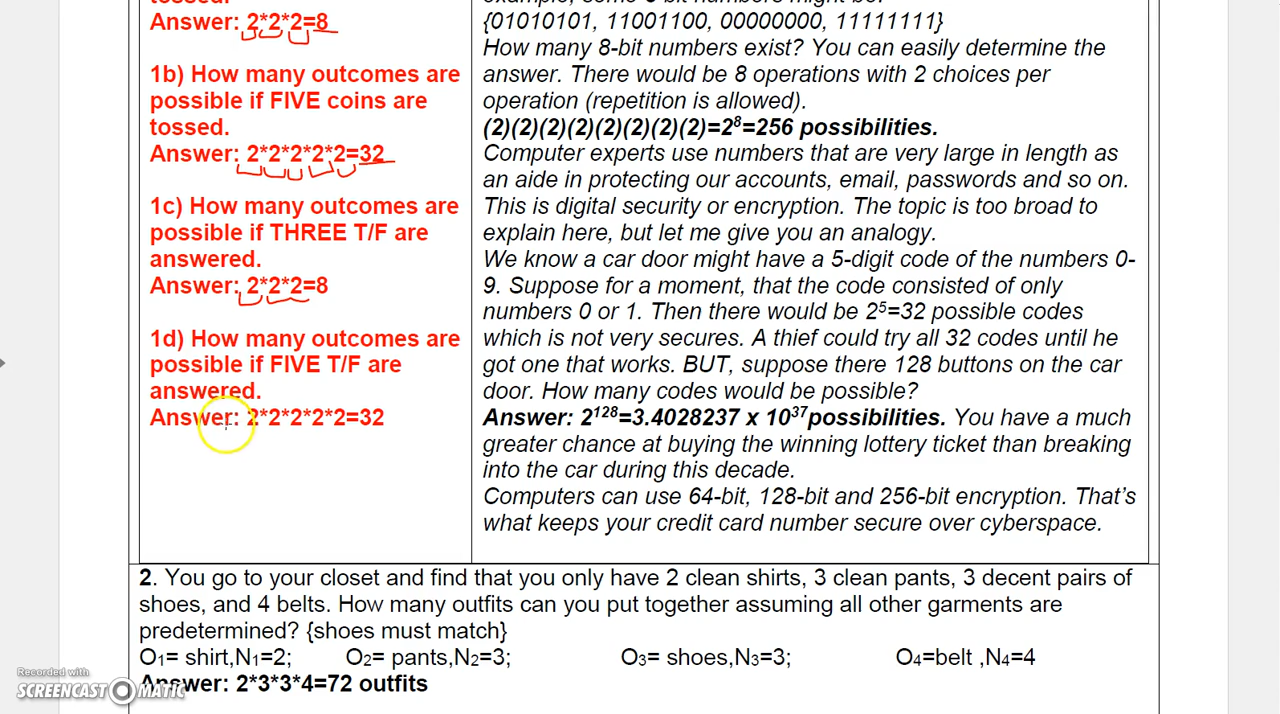 tossed.
Answer: 2*2*2=8
1b) How many outcomes are
possible if FIVE coins are
tossed.
Answer: 2*2*2*2*2=32
1c) How many outcomes are
possible if THREE T/F are
answered.
Answer: 2*2*2=8
1d) How many outcomes are
possible if FIVE T/F are
answered.
Answer: 2*2*2*2*2=32
example, some 8-bit numbers might be:
{01010101, 11001100, 00000000, 11111111}
How many 8-bit numbers exist? You can easily determine the
answer. There would be 8 operations with 2 choices per
operation (repetition is allowed).
(2)(2)(2)(2)(2)(2)(2)(2)=2⁸=256 possibilities.
Computer experts use numbers that are very large in length as
an aide in protecting our accounts, email, passwords and so on.
This is digital security or encryption. The topic is too broad to
explain here, but let me give you an analogy.
We know a car door might have a 5-digit code of the numbers 0-
9. Suppose for a moment, that the code consisted of only
numbers 0 or 1. Then there would be 2⁵=32 possible codes
which is not very secures. A thief could try all 32 codes until he
got one that works. BUT, suppose there 128 buttons on the car
door. How many codes would be possible?
Answer: 2¹²⁸=3.4028237 x 10³⁷possibilities. You have a much
greater chance at buying the winning lottery ticket than breaking
into the car during this decade.
Computers can use 64-bit, 128-bit and 256-bit encryption. That's
what keeps your credit card number secure over cyberspace.
2. You go to your closet and find that you only have 2 clean shirts, 3 clean pants, 3 decent pairs of
shoes, and 4 belts. How many outfits can you put together assuming all other garments are
predetermined? {shoes must match}
O₁= shirt,N₁=2; O₂= pants,N₂=3; O₃= shoes,N₃=3; O₄=belt ,N₄=4
Answer: 2*3*3*4=72 outfits
Recorded with
SCREENCAST MATIC